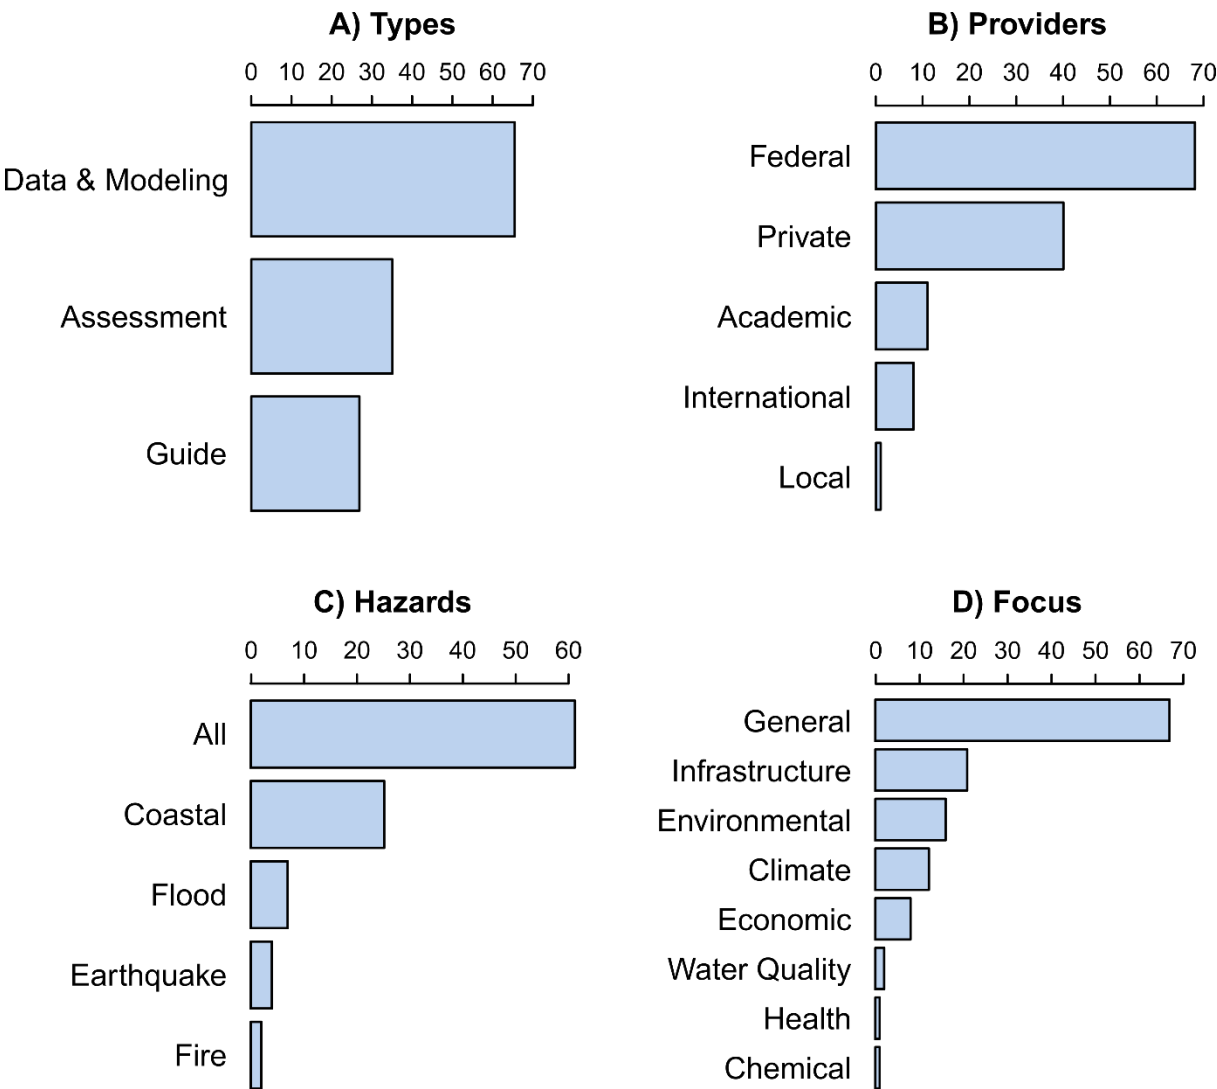 A) Types
0 10 20 30 40 50 60 70
Data & Modeling
Assessment
Guide
B) Providers
0 10 20 30 40 50 60 70
Federal
Private
Academic
International
Local
C) Hazards
0 10 20 30 40 50 60
All
Coastal
Flood
Earthquake
Fire
D) Focus
0 10 20 30 40 50 60 70
General
Infrastructure
Environmental
Climate
Economic
Water Quality
Health
Chemical